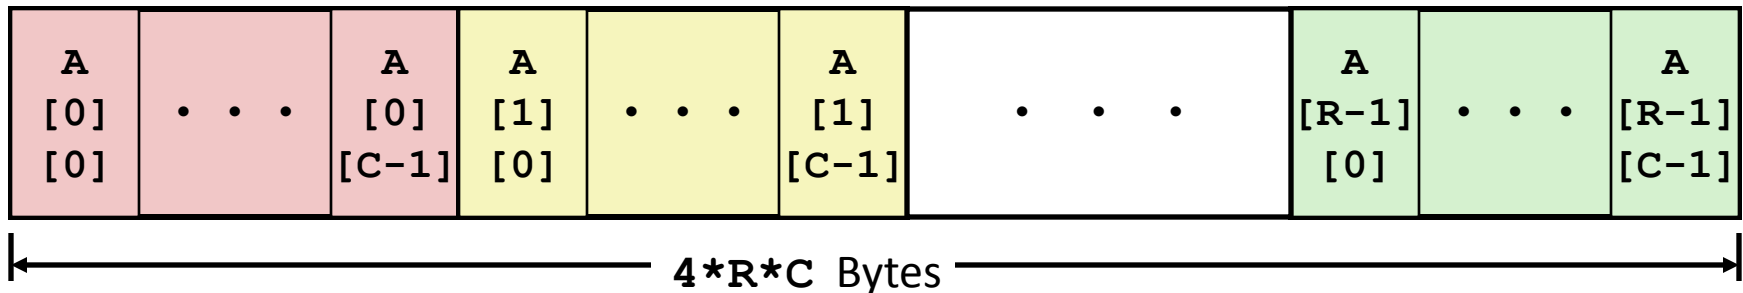 A A A A A A
[0] · · · [0] [1] · · · [1] · · · [R-1] · · · [R-1]
[0] [C-1] [0] [C-1] [0] [C-1]
4*R*C Bytes